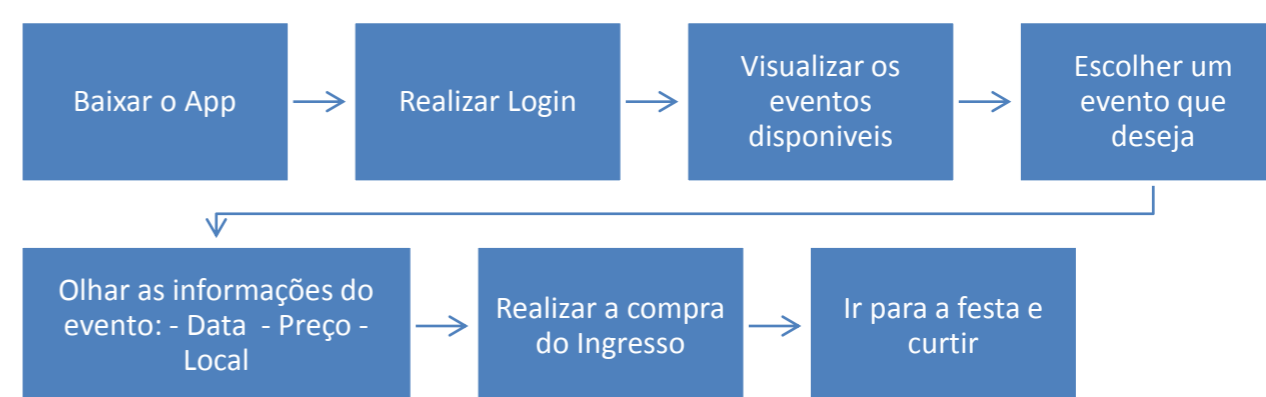 Baixar o App
Realizar Login
Visualizar os
eventos
disponiveis
Escolher um
evento que
deseja
Olhar as informações do
evento: - Data  - Preço -
Local
Realizar a compra
do Ingresso
Ir para a festa e
curtir